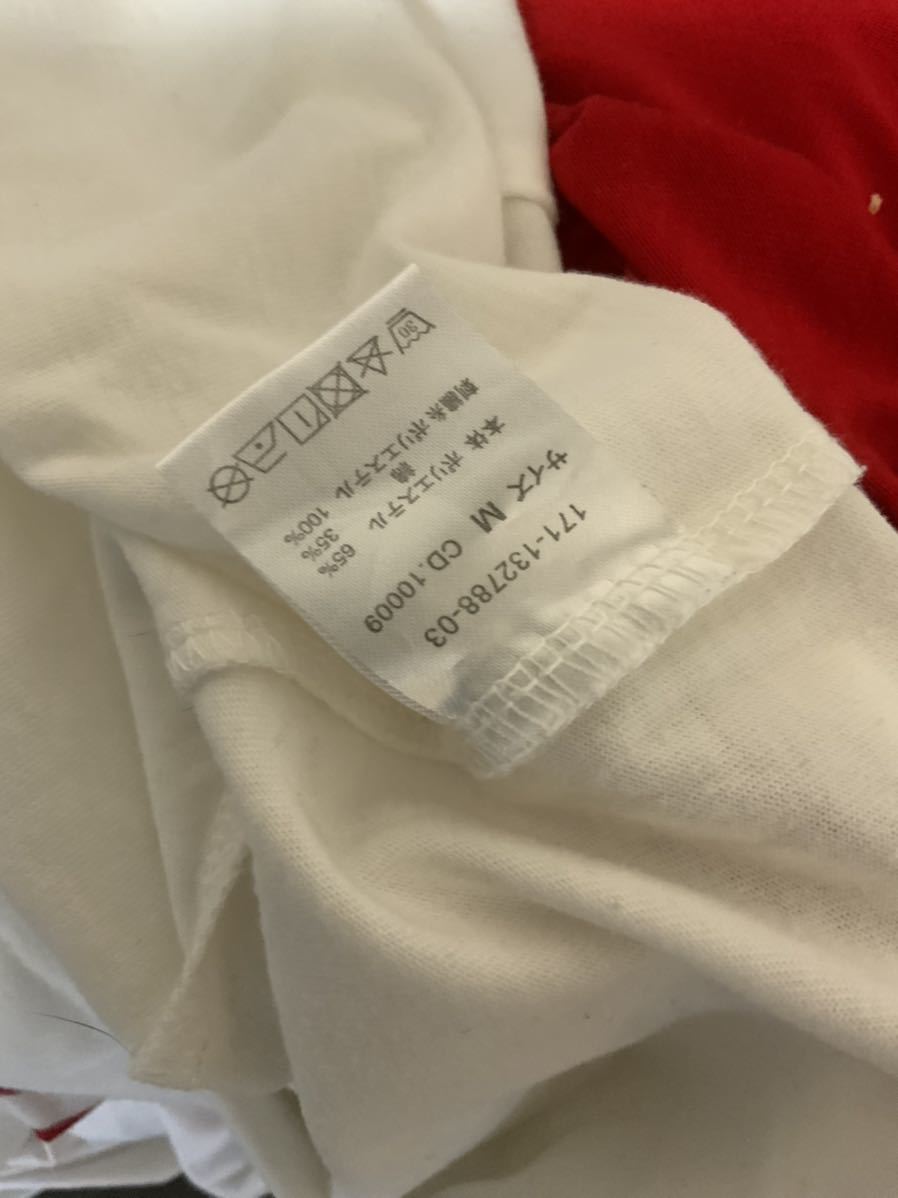 171-132788-03
サイズ M CD.10009
本体 ポリエステル 65%
綿 35%
刺繍糸 ポリエステル 100%
30